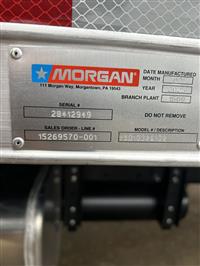 MORGAN
111 Morgan Way, Morgantown, PA 19543
DATE MANUFACTURED
MONTH
YEAR
BRANCH PLANT
SERIAL #
DO NOT REMOVE
SALES ORDER - LINE #
MODEL # / DESCRIPTION
15269570-001